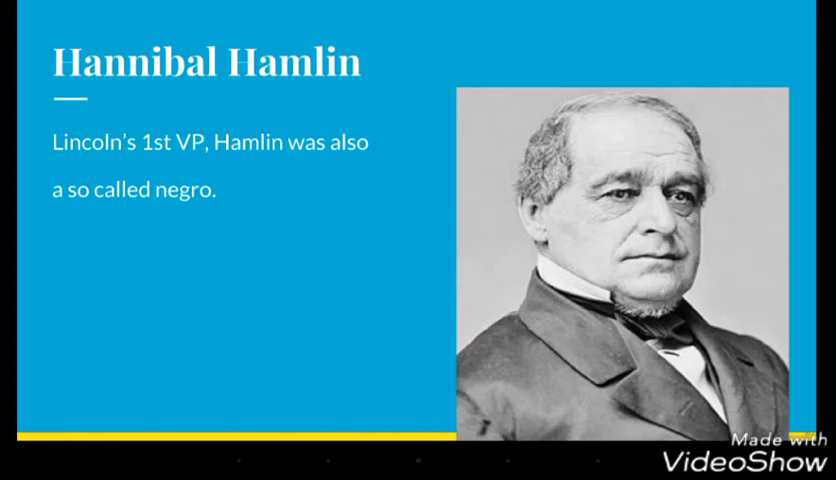 Hannibal Hamlin
Lincoln's 1st VP, Hamlin was also
a so called negro.
Made with
VideoShow